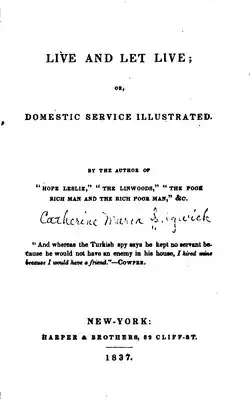 LIVE AND LET LIVE;
OR,
DOMESTIC SERVICE ILLUSTRATED.
BY THE AUTHOR OF
"HOPE LESLIE," "THE LINWOODS," "THE POOR
RICH MAN AND THE RICH POOR MAN," &C.
Catherine Maria Sedgwick
"And whereas the Turkish spy says he kept no servant be-
cause he would not have an enemy in his house, I hired mine
because I would have a friend."—COWPER.
NEW-YORK:
HARPER & BROTHERS, 82 CLIFF-ST.
1837.